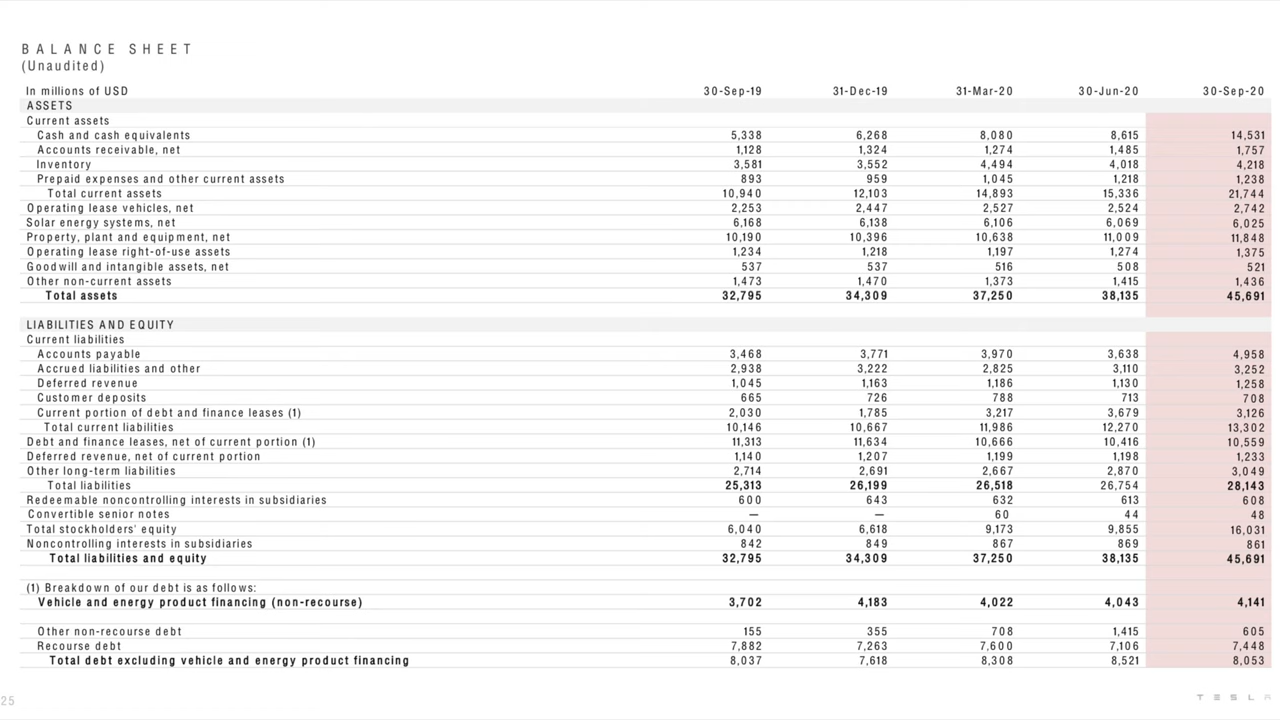 BALANCE SHEET
(Unaudited)
In millions of USD 30-Sep-19 31-Dec-19 31-Mar-20 30-Jun-20 30-Sep-20
ASSETS
Current assets
Cash and cash equivalents 5,338 6,268 8,080 8,615 14,531
Accounts receivable, net 1,128 1,324 1,274 1,485 1,757
Inventory 3,581 3,552 4,494 4,018 4,218
Prepaid expenses and other current assets 893 959 1,045 1,218 1,238
Total current assets 10,940 12,103 14,893 15,336 21,744
Operating lease vehicles, net 2,253 2,447 2,527 2,524 2,742
Solar energy systems, net 6,168 6,138 6,106 6,069 6,025
Property, plant and equipment, net 10,190 10,396 10,638 11,009 11,848
Operating lease right-of-use assets 1,234 1,218 1,197 1,274 1,375
Goodwill and intangible assets, net 537 537 516 508 521
Other non-current assets 1,473 1,470 1,373 1,415 1,436
Total assets 32,795 34,309 37,250 38,135 45,691
LIABILITIES AND EQUITY
Current liabilities
Accounts payable 3,468 3,771 3,970 3,638 4,958
Accrued liabilities and other 2,938 3,222 2,825 3,110 3,252
Deferred revenue 1,045 1,163 1,186 1,130 1,258
Customer deposits 665 726 788 713 708
Current portion of debt and finance leases (1) 2,030 1,785 3,217 3,679 3,126
Total current liabilities 10,146 10,667 11,986 12,270 13,302
Debt and finance leases, net of current portion (1) 11,313 11,634 10,666 10,416 10,559
Deferred revenue, net of current portion 1,140 1,207 1,199 1,198 1,233
Other long-term liabilities 2,714 2,691 2,667 2,870 3,049
Total liabilities 25,313 26,199 26,518 26,754 28,143
Redeemable noncontrolling interests in subsidiaries 600 643 632 613 608
Convertible senior notes — — 60 44 48
Total stockholders' equity 6,040 6,618 9,173 9,855 16,031
Noncontrolling interests in subsidiaries 842 849 867 869 861
Total liabilities and equity 32,795 34,309 37,250 38,135 45,691
(1) Breakdown of our debt is as follows:
Vehicle and energy product financing (non-recourse) 3,702 4,183 4,022 4,043 4,141
Other non-recourse debt 155 355 708 1,415 605
Recourse debt 7,882 7,263 7,600 7,106 7,448
Total debt excluding vehicle and energy product financing 8,037 7,618 8,308 8,521 8,053
25 TESLA